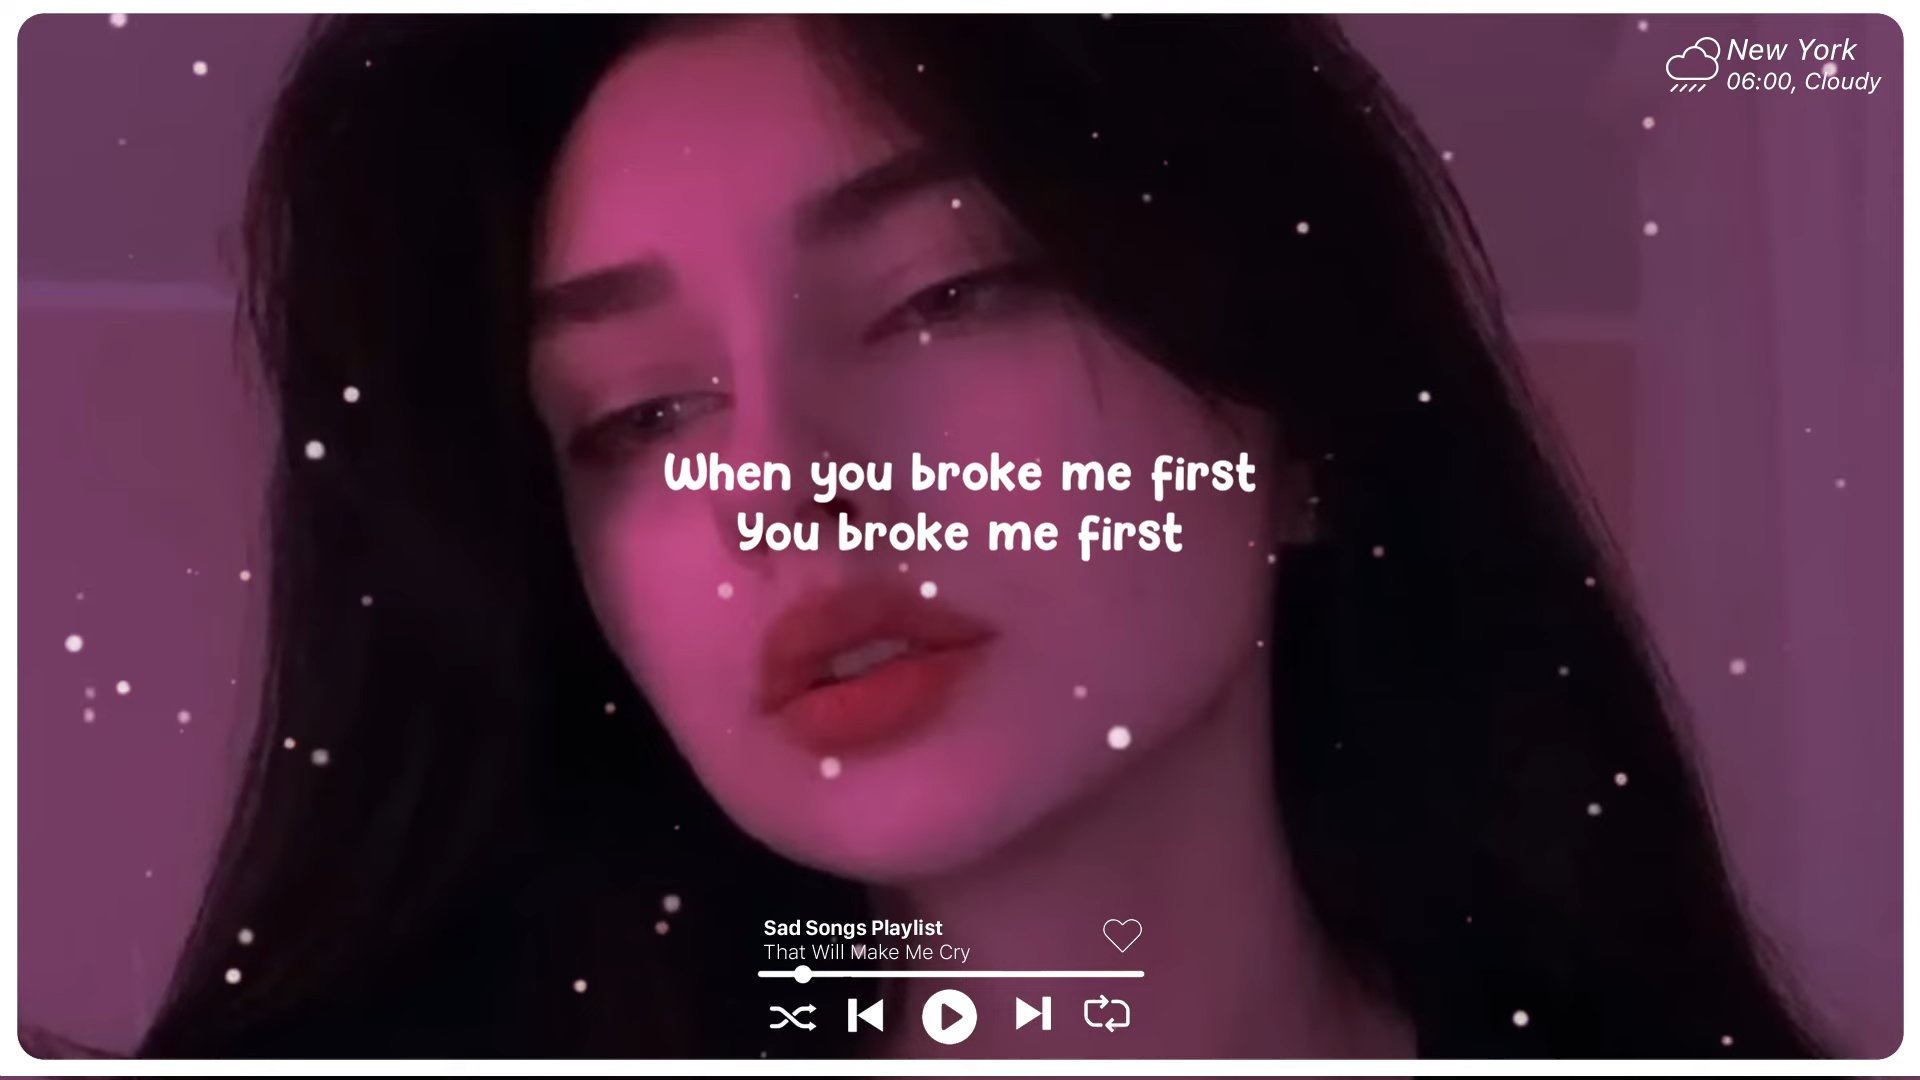 New York
06:00, Cloudy
When you broke me first
You broke me first
Sad Songs Playlist
That Will Make Me Cry